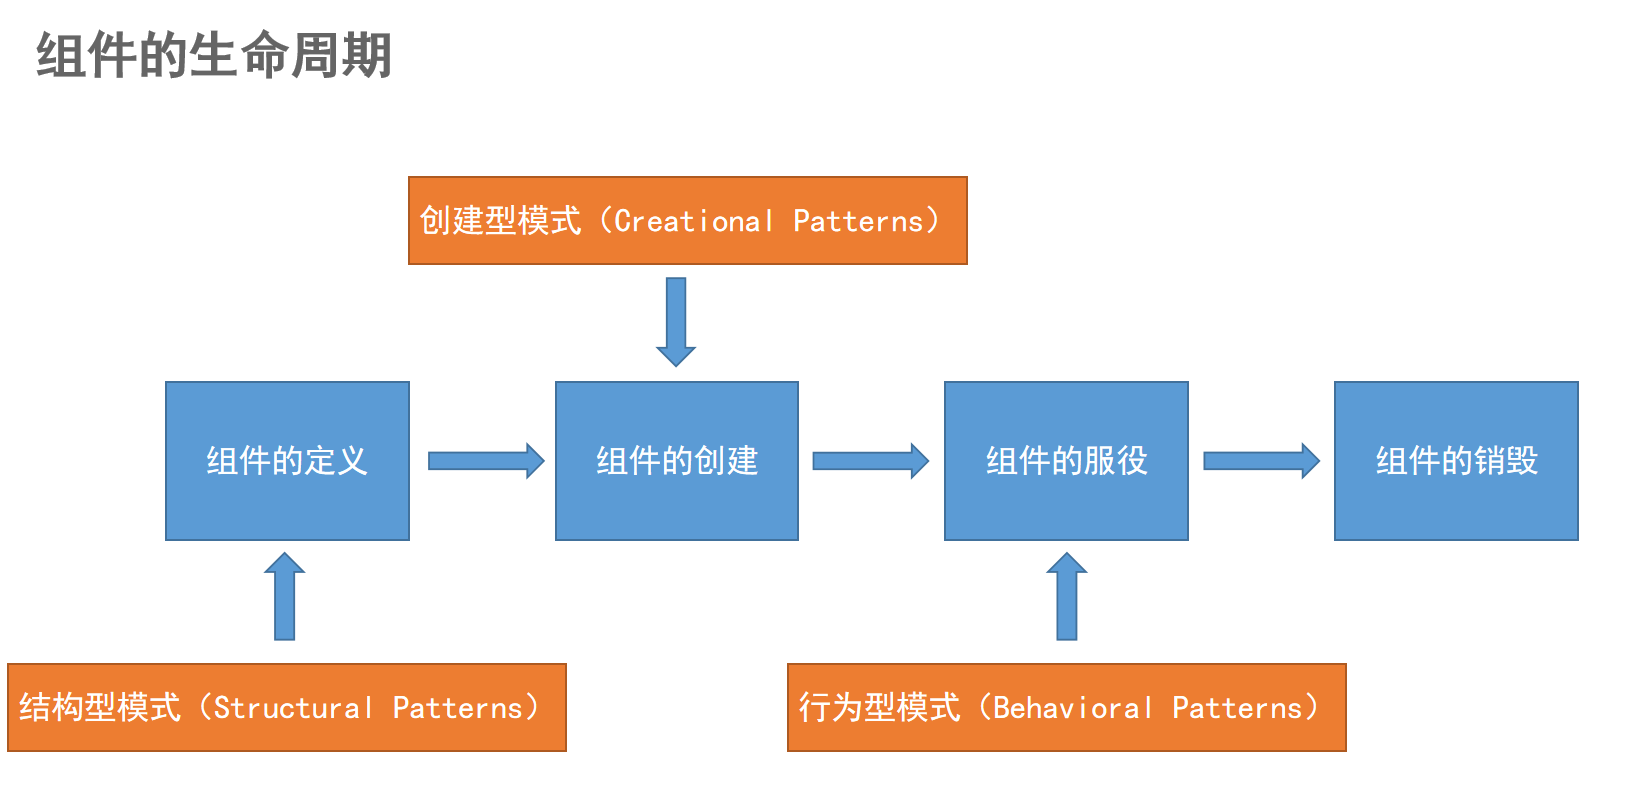 组件的生命周期
创建型模式（Creational Patterns）
组件的定义
组件的创建
组件的服役
组件的销毁
结构型模式（Structural Patterns）
行为型模式（Behavioral Patterns）